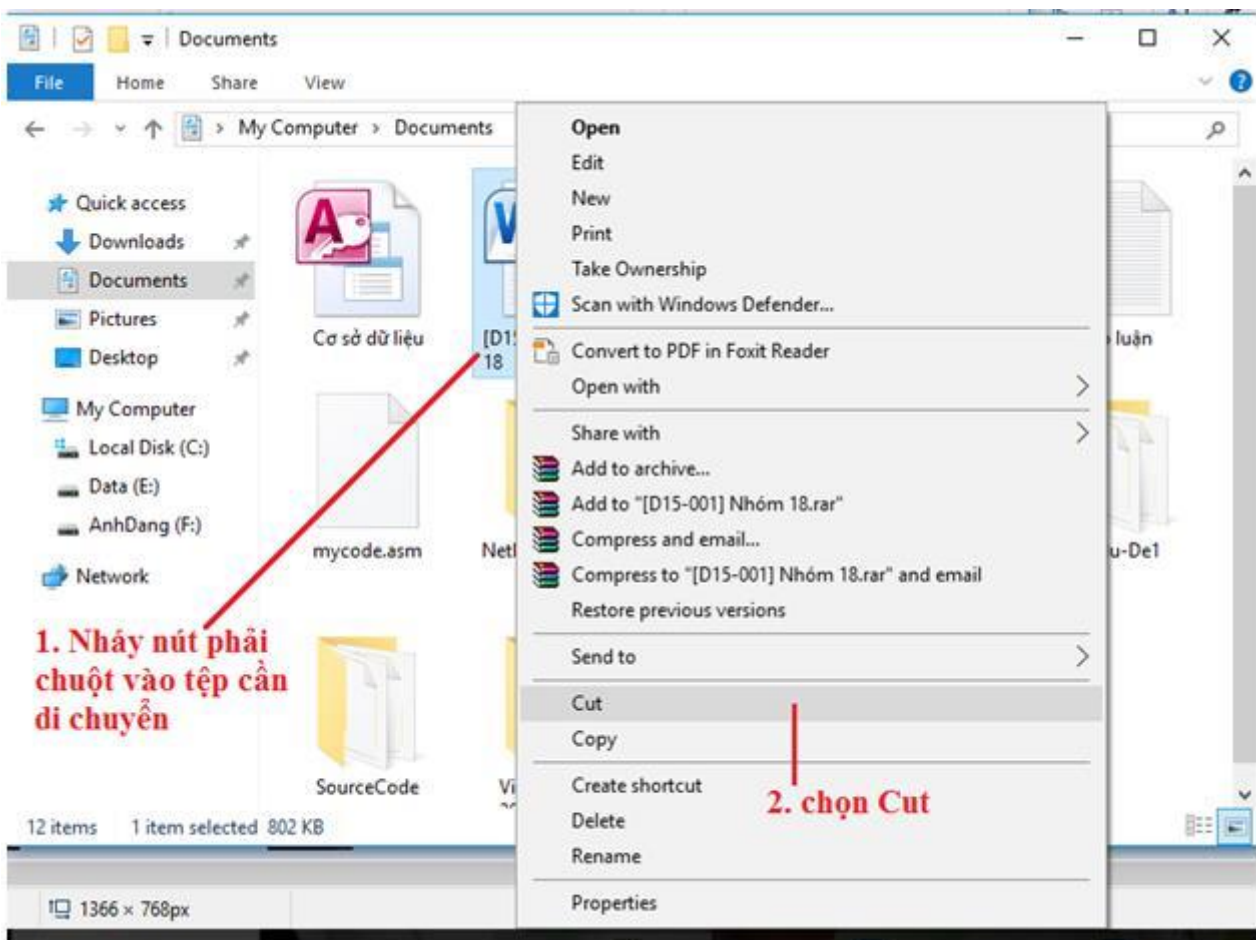 Documents
File Home Share View
My Computer > Documents
Quick access
Downloads
Documents
Pictures
Desktop
My Computer
Local Disk (C:)
Data (E:)
AnhDang (F:)
Network
Cơ sở dữ liệu
[D1
18
luận
mycode.asm
u-De1
SourceCode
Open
Edit
New
Print
Take Ownership
Scan with Windows Defender...
Convert to PDF in Foxit Reader
Open with
Share with
Add to archive...
Add to "[D15-001] Nhóm 18.rar"
Compress and email...
Compress to "[D15-001] Nhóm 18.rar" and email
Restore previous versions
Send to
Cut
Copy
Create shortcut
Delete
Rename
Properties
1. Nháy nút phải
chuột vào tệp cần
di chuyển
2. chọn Cut
12 items 1 item selected 802 KB
1366 × 768px